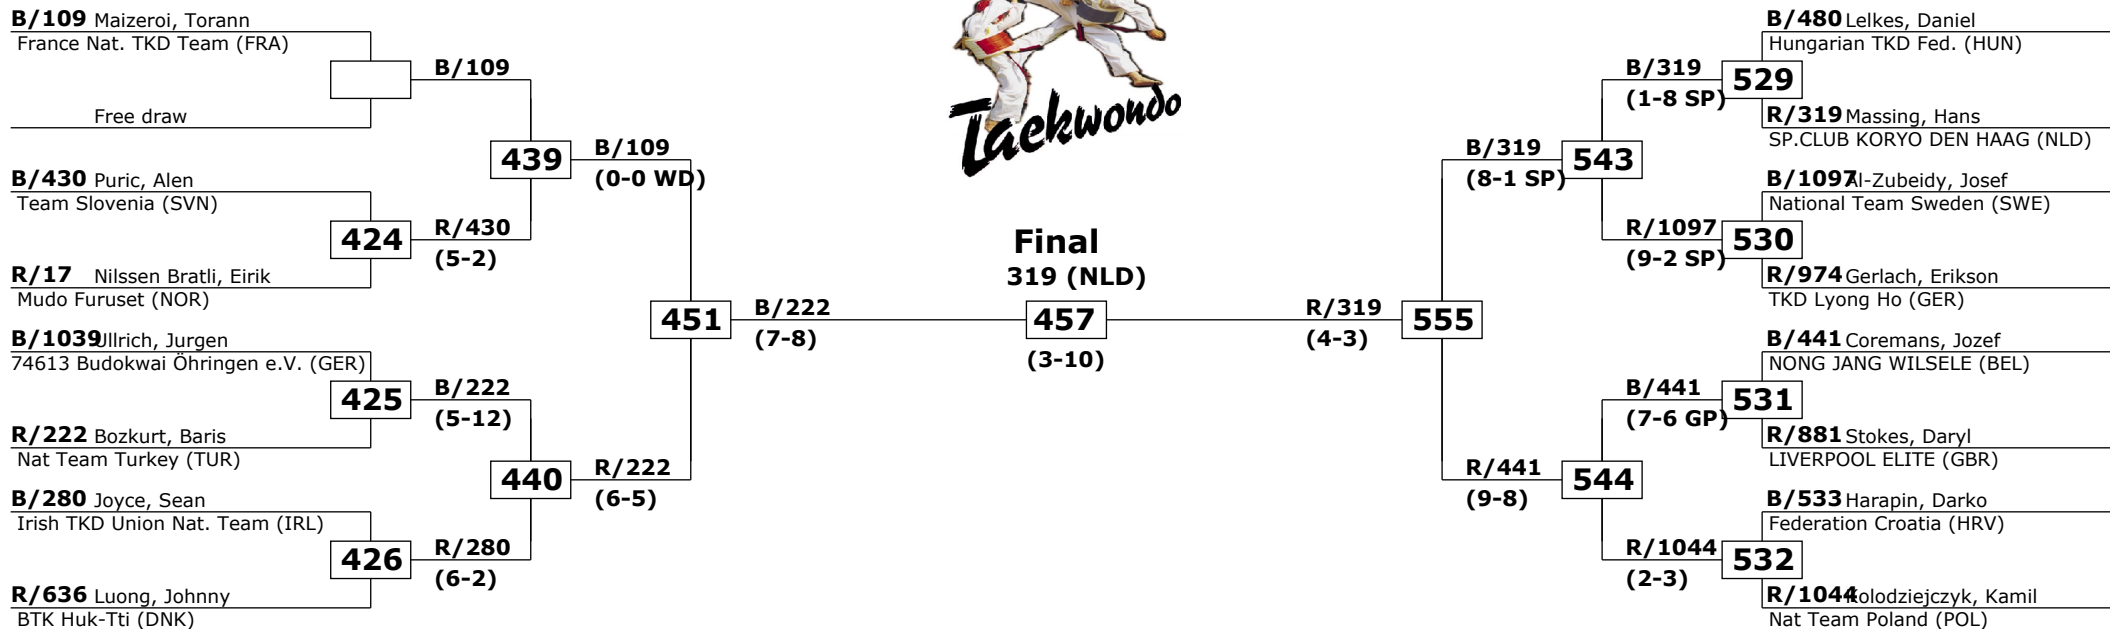 B/109 Maizeroi, Torann
France Nat. TKD Team (FRA)
B/109
Free draw
439
B/109
(0-0 WD)
B/430 Puric, Alen
Team Slovenia (SVN)
424
R/430
(5-2)
R/17 Nilssen Bratli, Eirik
Mudo Furuset (NOR)
451
B/222
(7-8)
B/1039 Ullrich, Jurgen
74613 Budokwai Öhringen e.V. (GER)
425
B/222
(5-12)
R/222 Bozkurt, Baris
Nat Team Turkey (TUR)
440
R/222
(6-5)
B/280 Joyce, Sean
Irish TKD Union Nat. Team (IRL)
426
R/280
(6-2)
R/636 Luong, Johnny
BTK Huk-Tti (DNK)
Taekwondo
Final
319 (NLD)
457
(3-10)
R/319
(4-3)
555
B/319
(8-1 SP)
543
B/319
(1-8 SP)
529
B/480 Lelkes, Daniel
Hungarian TKD Fed. (HUN)
R/319 Massing, Hans
SP.CLUB KORYO DEN HAAG (NLD)
B/1097 Al-Zubeidy, Josef
National Team Sweden (SWE)
R/1097
(9-2 SP)
530
R/974 Gerlach, Erikson
TKD Lyong Ho (GER)
B/441 Coremans, Jozef
NONG JANG WILSELE (BEL)
B/441
(7-6 GP)
531
R/881 Stokes, Daryl
LIVERPOOL ELITE (GBR)
R/441
(9-8)
544
B/533 Harapin, Darko
Federation Croatia (HRV)
R/1044
(2-3)
532
R/1044 Kolodziejczyk, Kamil
Nat Team Poland (POL)